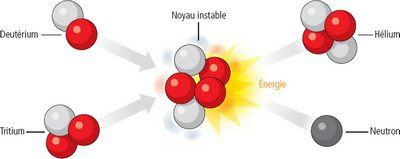 Noyau instable
Deutérium
Hélium
Énergie
Tritium
Neutron